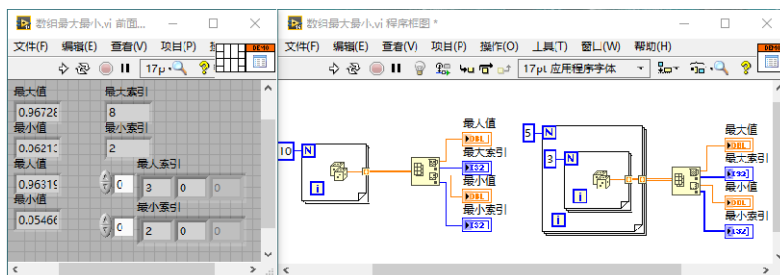 数组最大最小.vi 前面...
文件(F) 编辑(E) 查看(V) 项目(P)
17p
DEMO
最大值
0.96728
最大索引
8
最小值
0.06213
最小索引
2
最大值
0.96319
最大索引
0 3 0 0
最小值
0.05466
最小索引
0 2 0 0
数组最大最小.vi 程序框图 *
文件(F) 编辑(E) 查看(V) 项目(P) 操作(O) 工具(T) 窗口(W) 帮助(H)
17pt 应用程序字体
DEMO
10 N
i
最大值
DBL
最大索引
I32
最小值
DBL
最小索引
I32
5 N
3 N
i
i
最大值
DBL
最大索引
[I32]
最小值
DBL
最小索引
[I32]